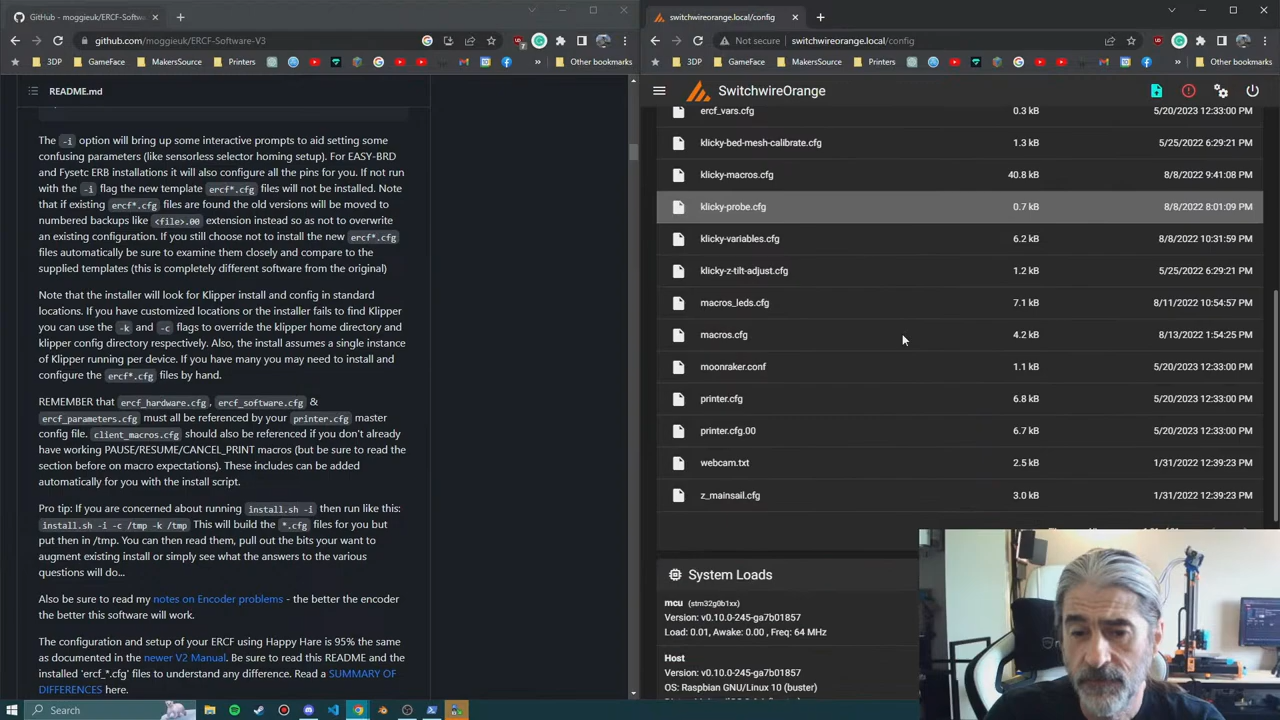 GitHub - moggieuk/ERCF-Softw
switchwireorange.local/config
github.com/moggieuk/ERCF-Software-V3
Not secure
switchwireorange.local/config
3DP
GameFace
MakersSource
Printers
Other bookmarks
3DP
GameFace
MakersSource
Printers
Other bookmarks
README.md
The -i option will bring up some interactive prompts to aid setting some
confusing parameters (like sensorless selector homing setup). For EASY-BRD
and Fysetc ERB installations it will also configure all the pins for you. If not run
with the -i flag the new template ercf*.cfg files will not be installed. Note
that if existing ercf*.cfg files are found the old versions will be moved to
numbered backups like <file>.00 extension instead so as not to overwrite
an existing configuration. If you still choose not to install the new ercf*.cfg
files automatically be sure to examine them closely and compare to the
supplied templates (this is completely different software from the original)
Note that the installer will look for Klipper install and config in standard
locations. If you have customized locations or the installer fails to find Klipper
you can use the -k and -c flags to override the klipper home directory and
klipper config directory respectively. Also, the install assumes a single instance
of Klipper running per device. If you have many you may need to install and
configure the ercf*.cfg files by hand.
REMEMBER that ercf_hardware.cfg, ercf_software.cfg &
ercf_parameters.cfg must all be referenced by your printer.cfg master
config file. client_macros.cfg should also be referenced if you don't already
have working PAUSE/RESUME/CANCEL_PRINT macros (but be sure to read the
section before on macro expectations). These includes can be added
automatically for you with the install script.
Pro tip: If you are concerned about running install.sh -i then run like this:
install.sh -i -c /tmp -k /tmp This will build the *.cfg files for you but
put then in /tmp. You can then read them, pull out the bits your want to
augment existing install or simply see what the answers to the various
questions will do...
Also be sure to read my notes on Encoder problems - the better the encoder
the better this software will work.
The configuration and setup of your ERCF using Happy Hare is 95% the same
as documented in the newer V2 Manual. Be sure to read this README and the
installed 'ercf_*.cfg' files to understand any difference. Read a SUMMARY OF
DIFFERENCES here.
SwitchwireOrange
ercf_vars.cfg 0.3 kB 5/20/2023 12:33:00 PM
klicky-bed-mesh-calibrate.cfg 1.3 kB 5/25/2022 6:29:21 PM
klicky-macros.cfg 40.8 kB 8/8/2022 9:41:08 PM
klicky-probe.cfg 0.7 kB 8/8/2022 8:01:09 PM
klicky-variables.cfg 6.2 kB 8/8/2022 10:31:59 PM
klicky-z-tilt-adjust.cfg 1.2 kB 5/25/2022 6:29:21 PM
macros_leds.cfg 7.1 kB 8/11/2022 10:54:57 PM
macros.cfg 4.2 kB 8/13/2022 1:54:25 PM
moonraker.conf 1.1 kB 5/20/2023 12:33:00 PM
printer.cfg 6.8 kB 5/20/2023 12:33:00 PM
printer.cfg.00 6.7 kB 5/20/2023 12:33:00 PM
webcam.txt 2.5 kB 1/31/2022 12:39:23 PM
z_mainsail.cfg 3.0 kB 1/31/2022 12:39:23 PM
System Loads
mcu (stm32g0b1xx)
Version: v0.10.0-245-ga7b01857
Load: 0.01, Awake: 0.00 , Freq: 64 MHz
Host
Version: v0.10.0-245-ga7b01857
OS: Raspbian GNU/Linux 10 (buster)
Search